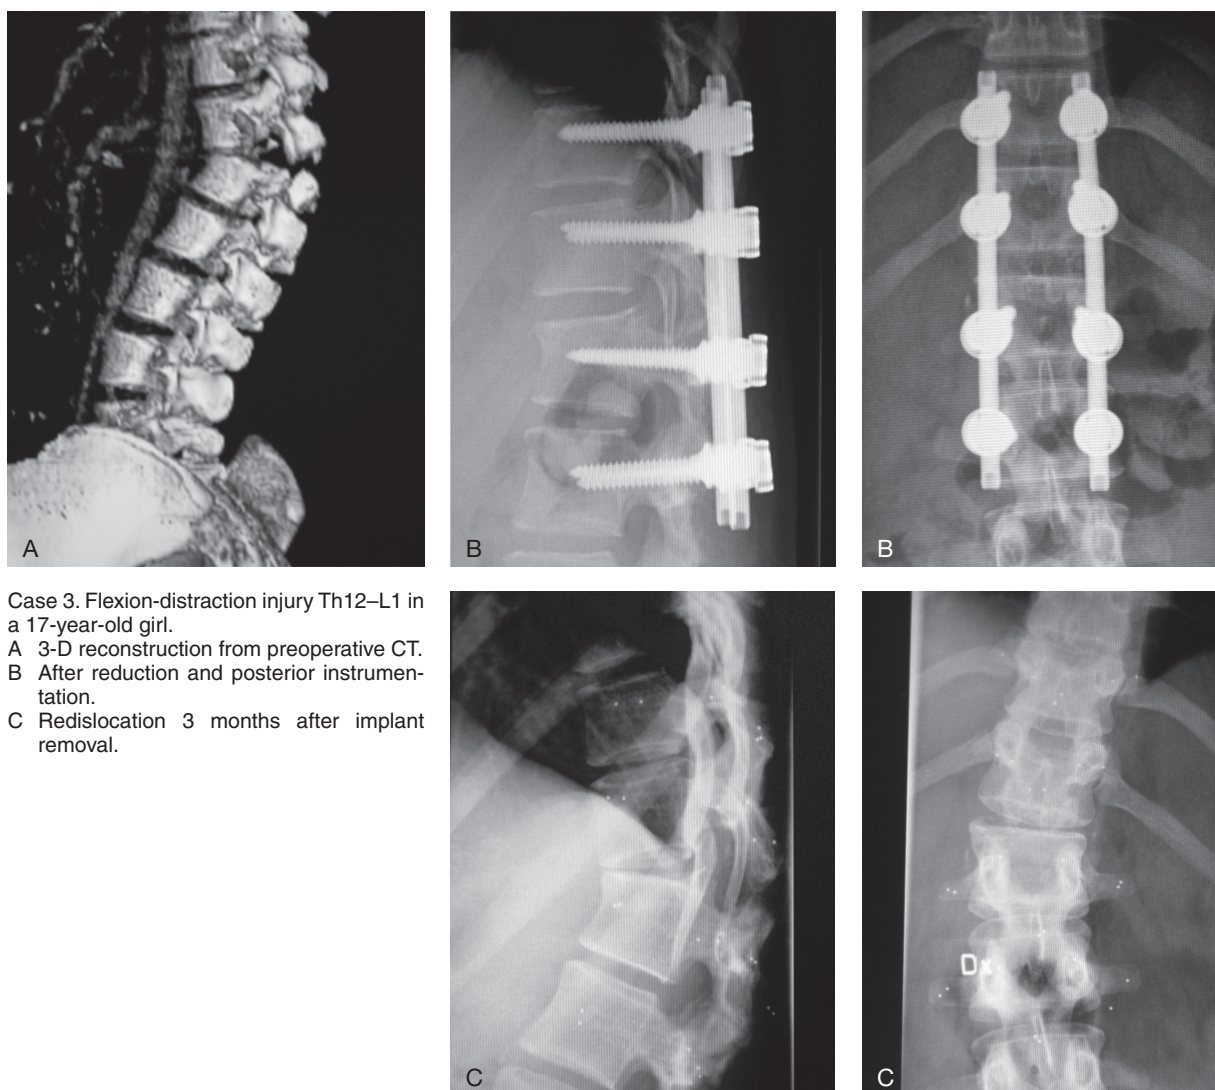 A
B
B
Case 3. Flexion-distraction injury Th12–L1 in
a 17-year-old girl.
A 3-D reconstruction from preoperative CT.
B After reduction and posterior instrumen-
tation.
C Redislocation 3 months after implant
removal.
Dx
C
C